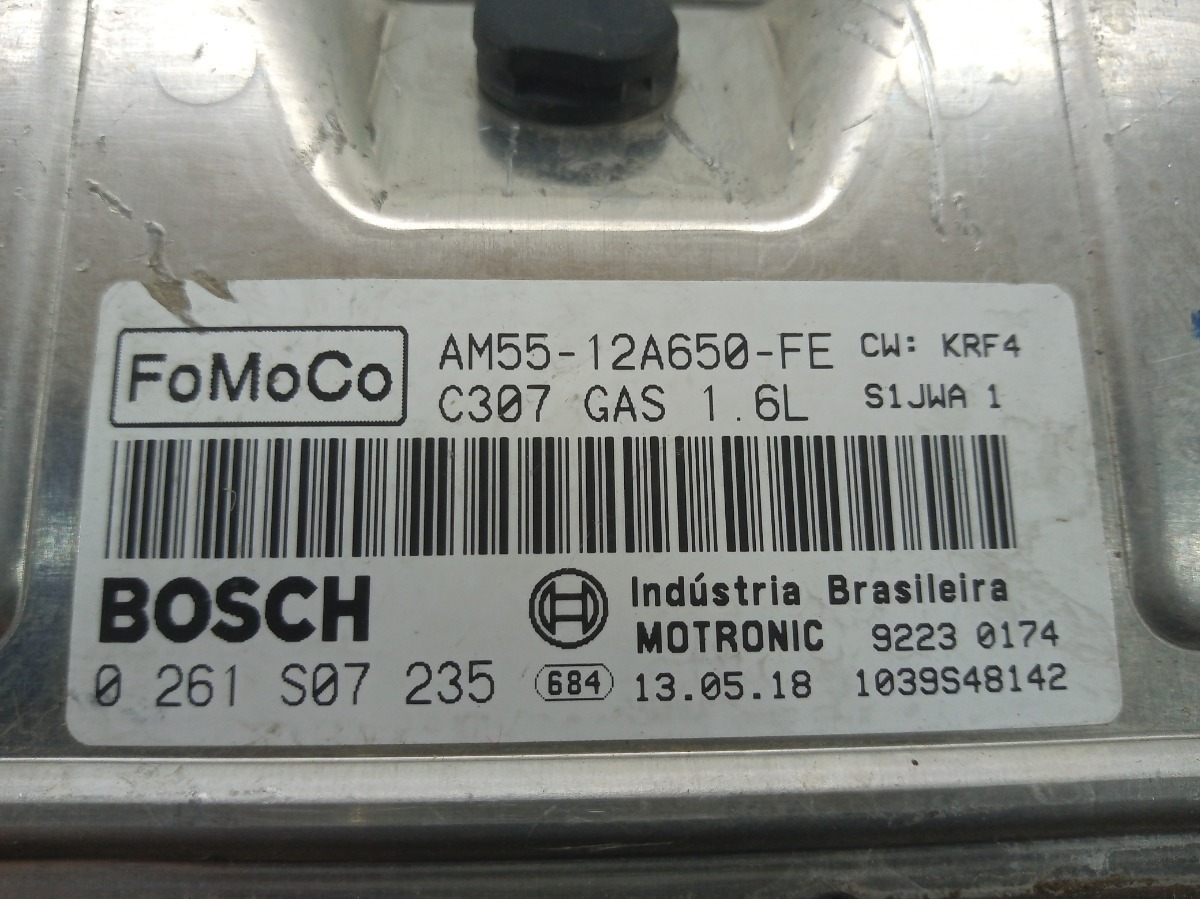 FoMoCo
AM55-12A650-FE CW: KRF4
C307 GAS 1.6L S1JWA 1
BOSCH
Indústria Brasileira
MOTRONIC 9223 0174
0 261 S07 235 684 13.05.18 1039S48142